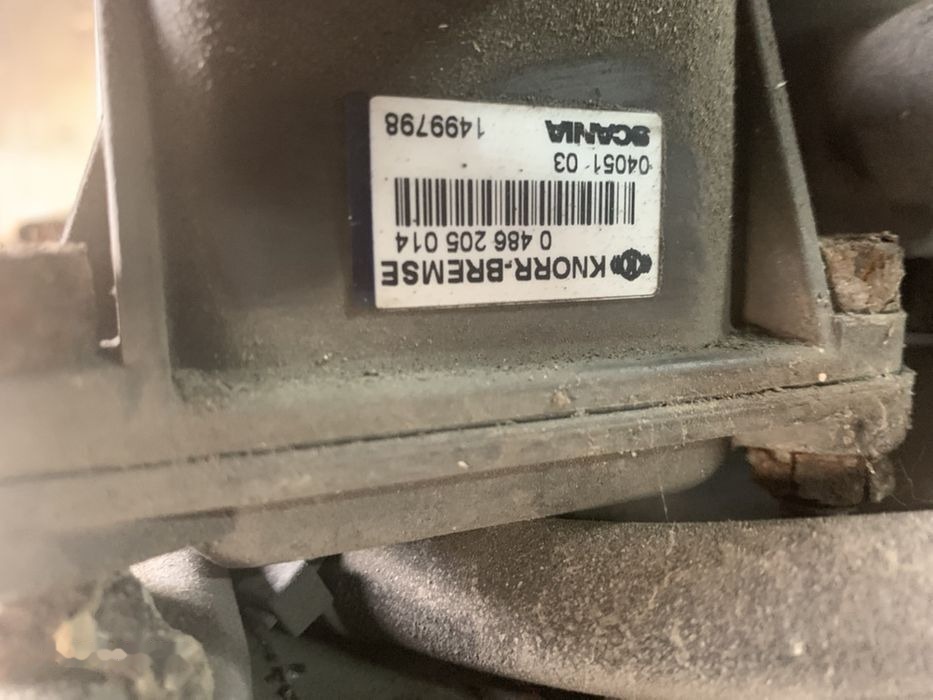 KNORR-BREMSE
0 486 205 014
04051 03
SCANIA 1499798